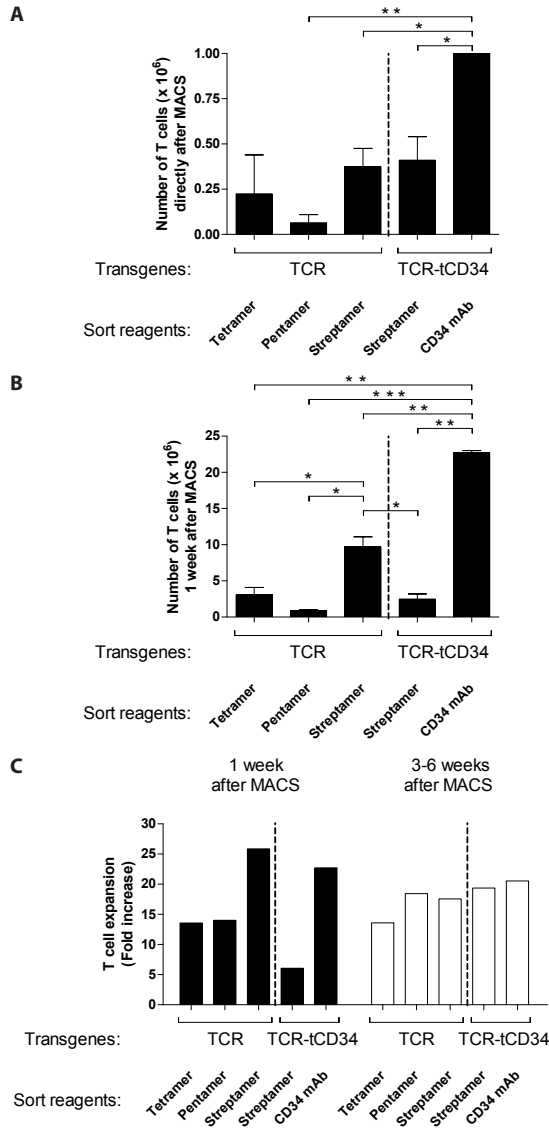 A
* *
*
*
Number of T cells (x 10⁶)
directly after MACS
1.00
0.75
0.50
0.25
0.00
Transgenes: TCR TCR-tCD34
Sort reagents: Tetramer Pentamer Streptamer Streptamer CD34 mAb
B
* *
* * *
* *
* *
*
*
*
Number of T cells (x 10⁶)
1 week after MACS
25
20
15
10
5
0
Transgenes: TCR TCR-tCD34
Sort reagents: Tetramer Pentamer Streptamer Streptamer CD34 mAb
C
1 week
after MACS
3-6 weeks
after MACS
T cell expansion
(Fold increase)
30
25
20
15
10
5
0
Transgenes: TCR TCR-tCD34 TCR TCR-tCD34
Sort reagents: Tetramer Pentamer Streptamer Streptamer CD34 mAb Tetramer Pentamer Streptamer Streptamer CD34 mAb